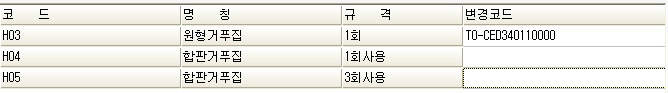 코 드 명 칭 규 격 변경코드
H03 원형거푸집 1회 T0-CED340110000
H04 합판거푸집 1회사용
H05 합판거푸집 3회사용